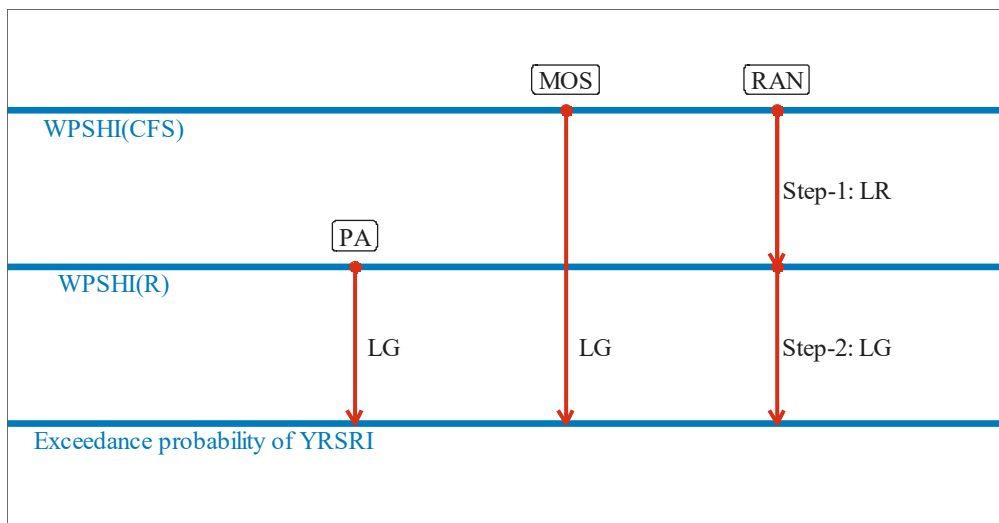 MOS
RAN
WPSHI(CFS)
Step-1: LR
PA
WPSHI(R)
LG
LG
Step-2: LG
Exceedance probability of YRSRI